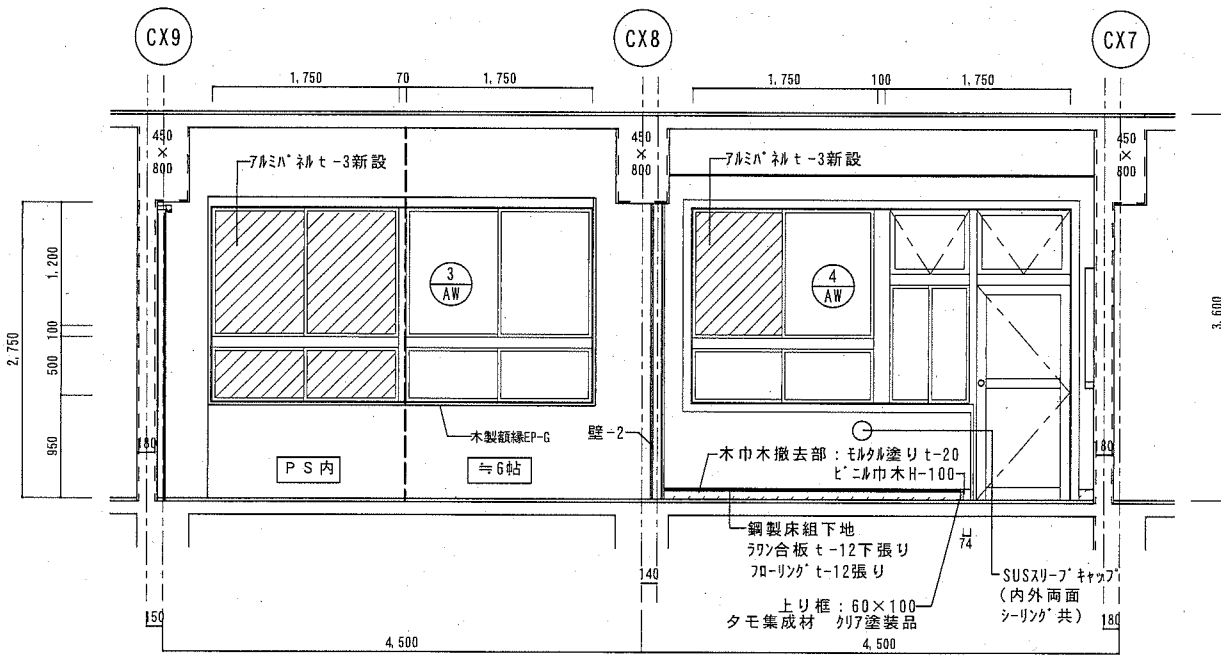 CX9
CX8
CX7
1,750
70
1,750
1,750
100
1,750
450
×
800
450
×
800
450
×
800
アルミパネルt-3新設
アルミパネルt-3新設
3
AW
4
AW
2,750
1,200
100
500
950
3,600
180
180
木製額縁EP-G
壁-2
PS内
≒6帖
木巾木撤去部:モルタル塗りt-20
ビニル巾木H-100
鋼製床組下地
ラワン合板t-12下張り
フローリングt-12張り
74
SUSスリーブキャップ
(内外両面
シーリング共)
140
上り框:60×100
タモ集成材 クリア塗装品
150
180
4,500
4,500